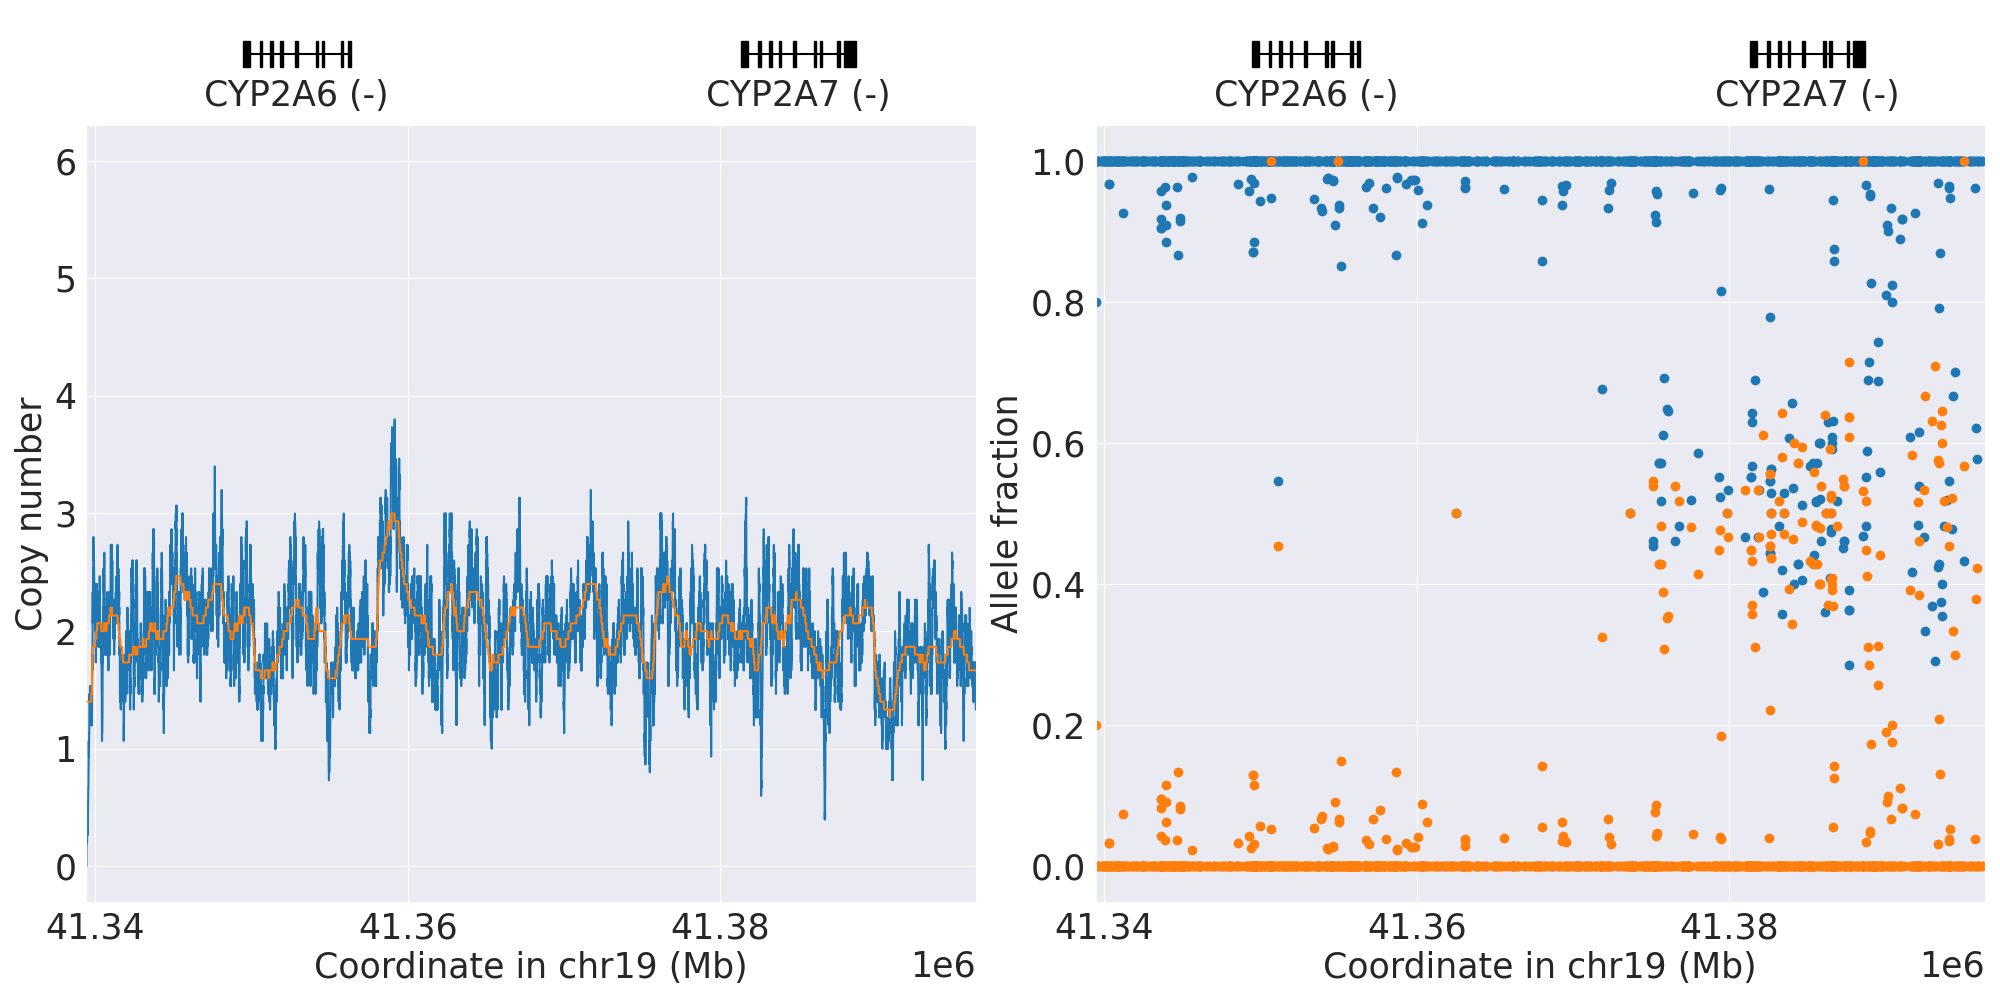 CYP2A6 (-)
CYP2A7 (-)
Copy number
6
5
4
3
2
1
0
41.34
41.36
41.38
Coordinate in chr19 (Mb)
1e6
CYP2A6 (-)
CYP2A7 (-)
Allele fraction
1.0
0.8
0.6
0.4
0.2
0.0
41.34
41.36
41.38
Coordinate in chr19 (Mb)
1e6